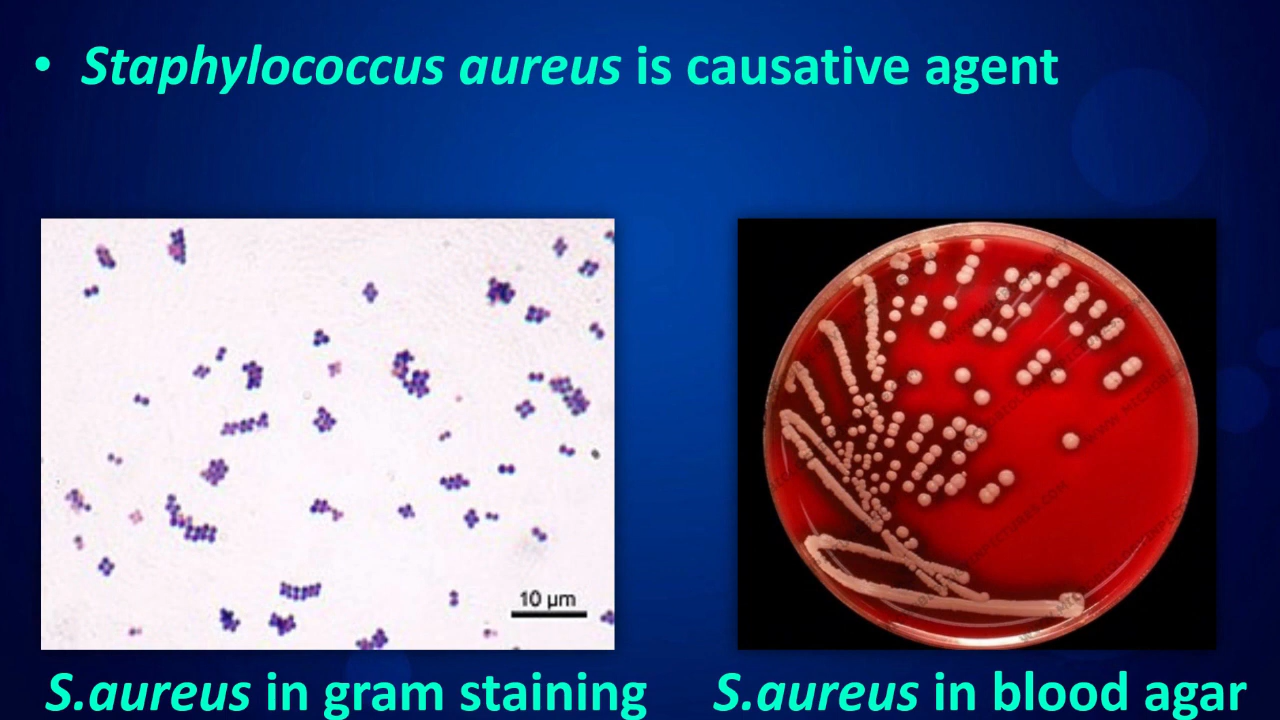 • Staphylococcus aureus is causative agent
10 µm
S.aureus in gram staining
S.aureus in blood agar